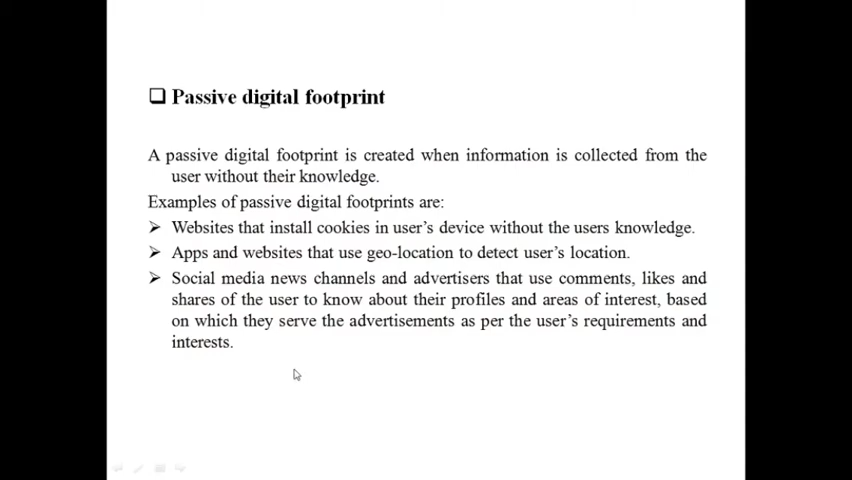 ❑ Passive digital footprint
A passive digital footprint is created when information is collected from the
user without their knowledge.
Examples of passive digital footprints are:
➢ Websites that install cookies in user’s device without the users knowledge.
➢ Apps and websites that use geo-location to detect user’s location.
➢ Social media news channels and advertisers that use comments, likes and
shares of the user to know about their profiles and areas of interest, based
on which they serve the advertisements as per the user’s requirements and
interests.